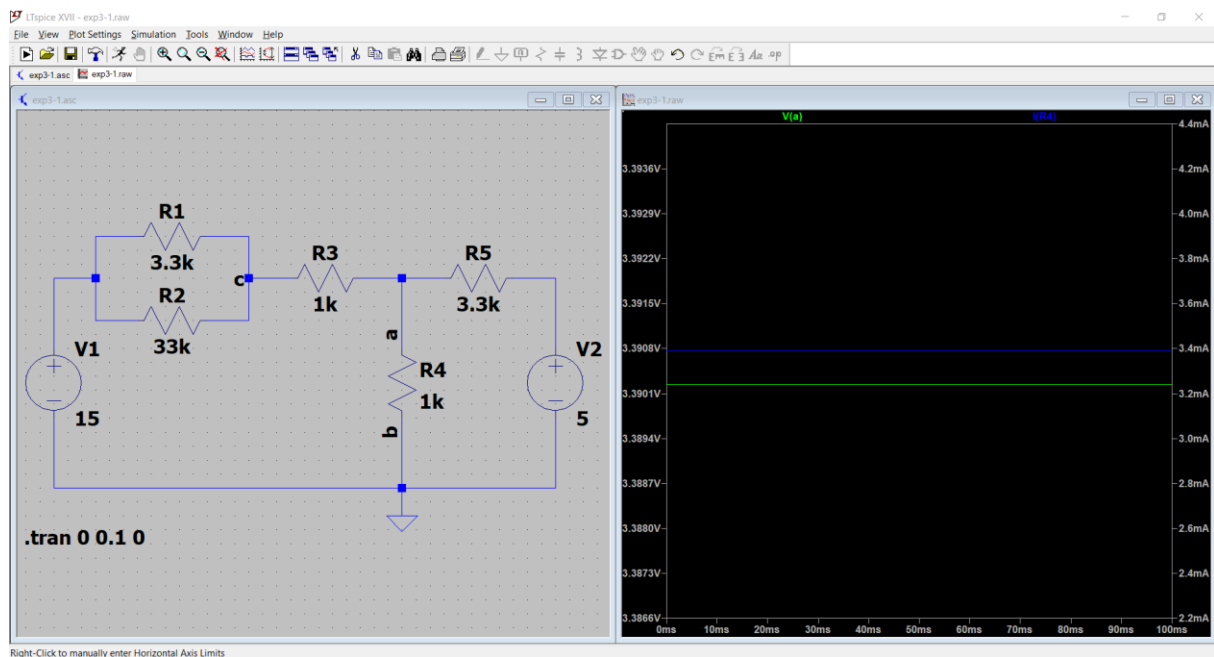 LTspice XVII - exp3-1.raw
File View Plot Settings Simulation Tools Window Help
exp3-1.asc exp3-1.raw
exp3-1.asc
R1
3.3k
c
R2
33k
R3
1k
R5
3.3k
a
R4
1k
b
V1
15
V2
5
.tran 0 0.1 0
exp3-1.raw
V(a) I(R4)
4.4mA
3.3936V 4.2mA
3.3929V 4.0mA
3.3922V 3.8mA
3.3915V 3.6mA
3.3908V 3.4mA
3.3901V 3.2mA
3.3894V 3.0mA
3.3887V 2.8mA
3.3880V 2.6mA
3.3873V 2.4mA
3.3866V 2.2mA
0ms 10ms 20ms 30ms 40ms 50ms 60ms 70ms 80ms 90ms 100ms
Right-Click to manually enter Horizontal Axis Limits